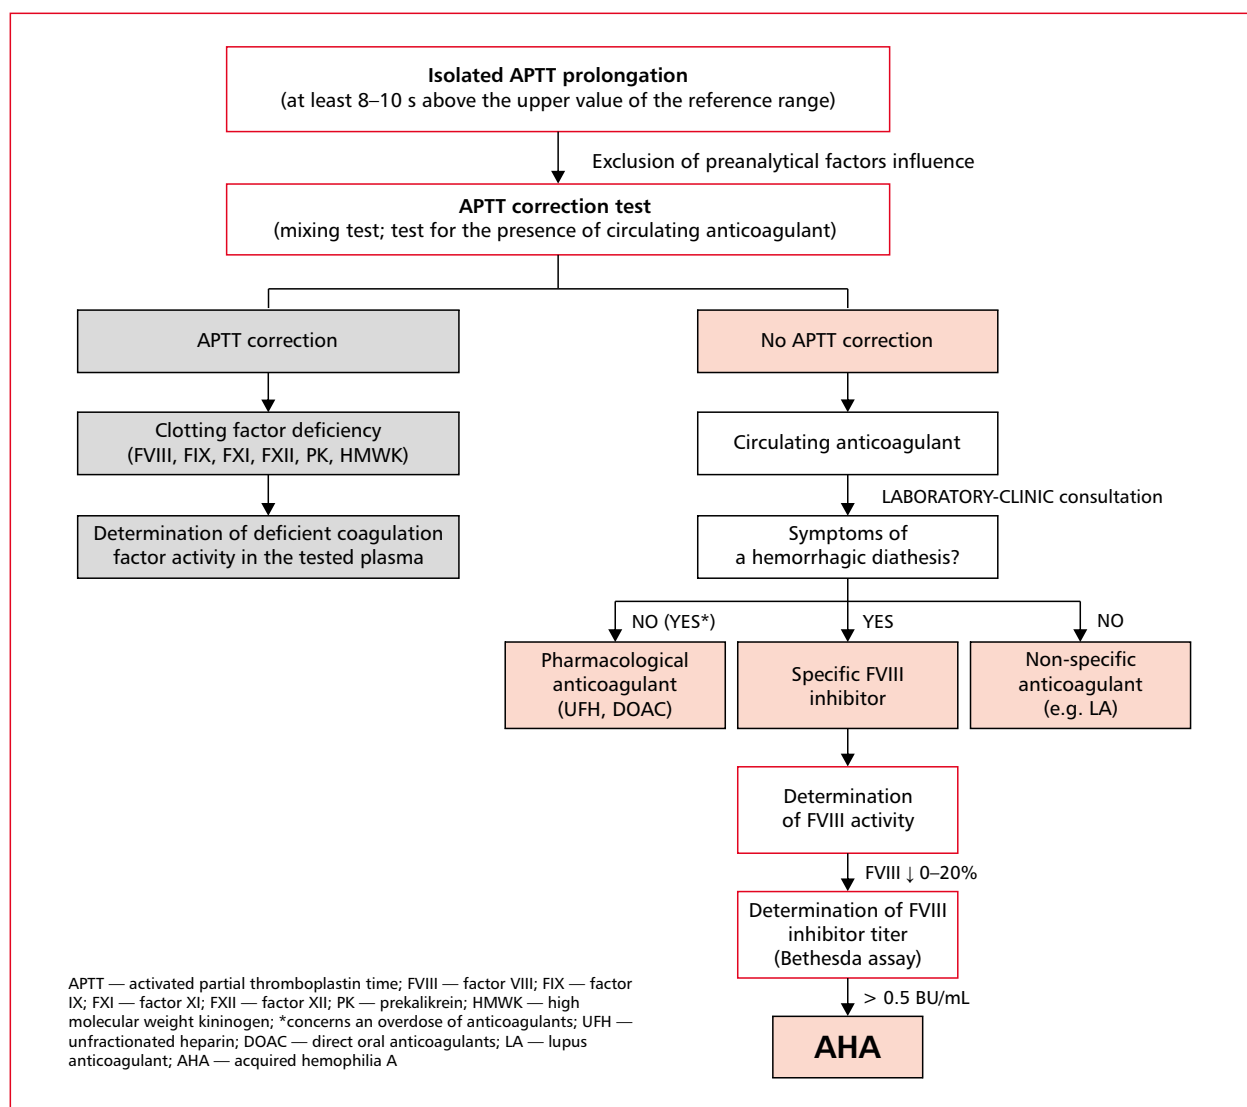 Isolated APTT prolongation
(at least 8–10 s above the upper value of the reference range)
Exclusion of preanalytical factors influence
APTT correction test
(mixing test; test for the presence of circulating anticoagulant)
APTT correction
No APTT correction
Clotting factor deficiency
(FVIII, FIX, FXI, FXII, PK, HMWK)
Circulating anticoagulant
LABORATORY-CLINIC consultation
Determination of deficient coagulation
factor activity in the tested plasma
Symptoms of
a hemorrhagic diathesis?
NO (YES*)
YES
NO
Pharmacological
anticoagulant
(UFH, DOAC)
Specific FVIII
inhibitor
Non-specific
anticoagulant
(e.g. LA)
Determination
of FVIII activity
FVIII ↓ 0–20%
Determination of FVIII
inhibitor titer
(Bethesda assay)
> 0.5 BU/mL
AHA
APTT — activated partial thromboplastin time; FVIII — factor VIII; FIX — factor
IX; FXI — factor XI; FXII — factor XII; PK — prekalikrein; HMWK — high
molecular weight kininogen; *concerns an overdose of anticoagulants; UFH —
unfractionated heparin; DOAC — direct oral anticoagulants; LA — lupus
anticoagulant; AHA — acquired hemophilia A